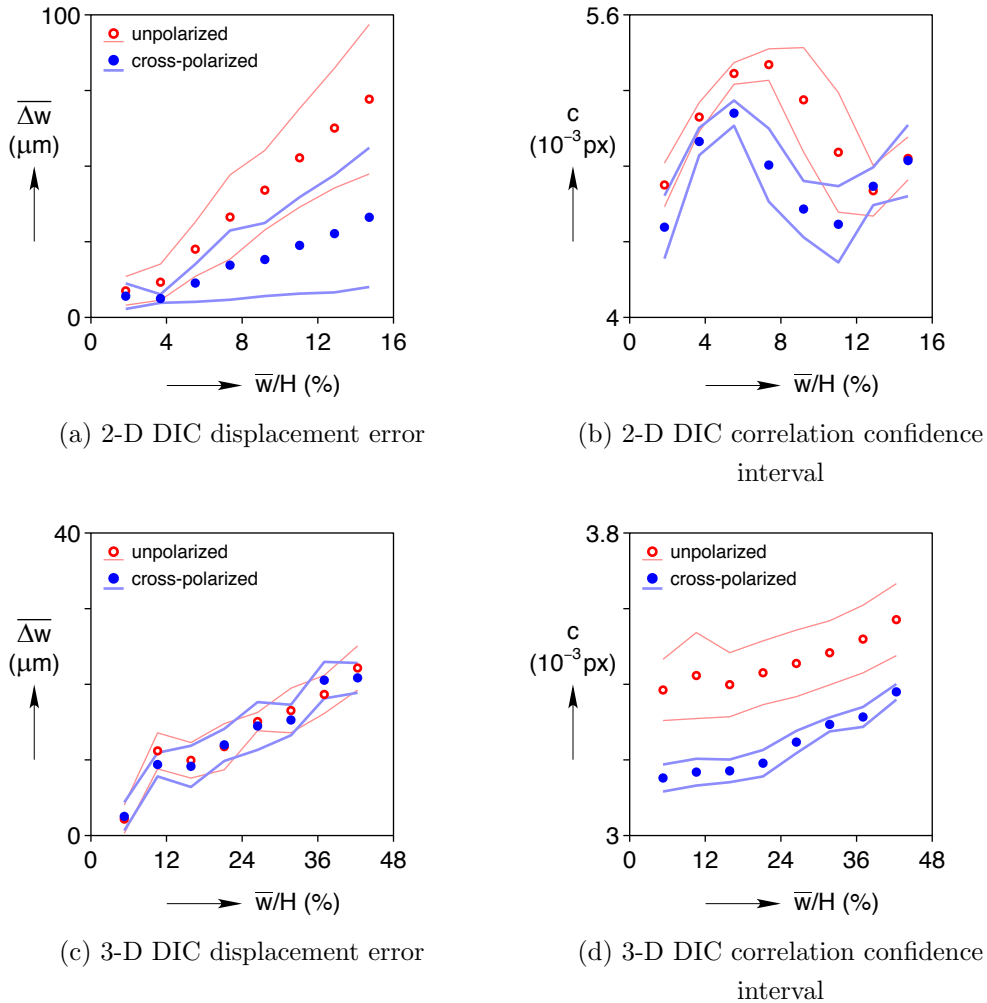 100
unpolarized
cross-polarized
Δw
(μm)
0
0 4 8 12 16
w/H (%)
(a) 2-D DIC displacement error
5.6
c
(10⁻³px)
4
0 4 8 12 16
w/H (%)
(b) 2-D DIC correlation confidence
interval
40
unpolarized
cross-polarized
Δw
(μm)
0
0 12 24 36 48
w/H (%)
(c) 3-D DIC displacement error
3.8
unpolarized
cross-polarized
c
(10⁻³px)
3
0 12 24 36 48
w/H (%)
(d) 3-D DIC correlation confidence
interval